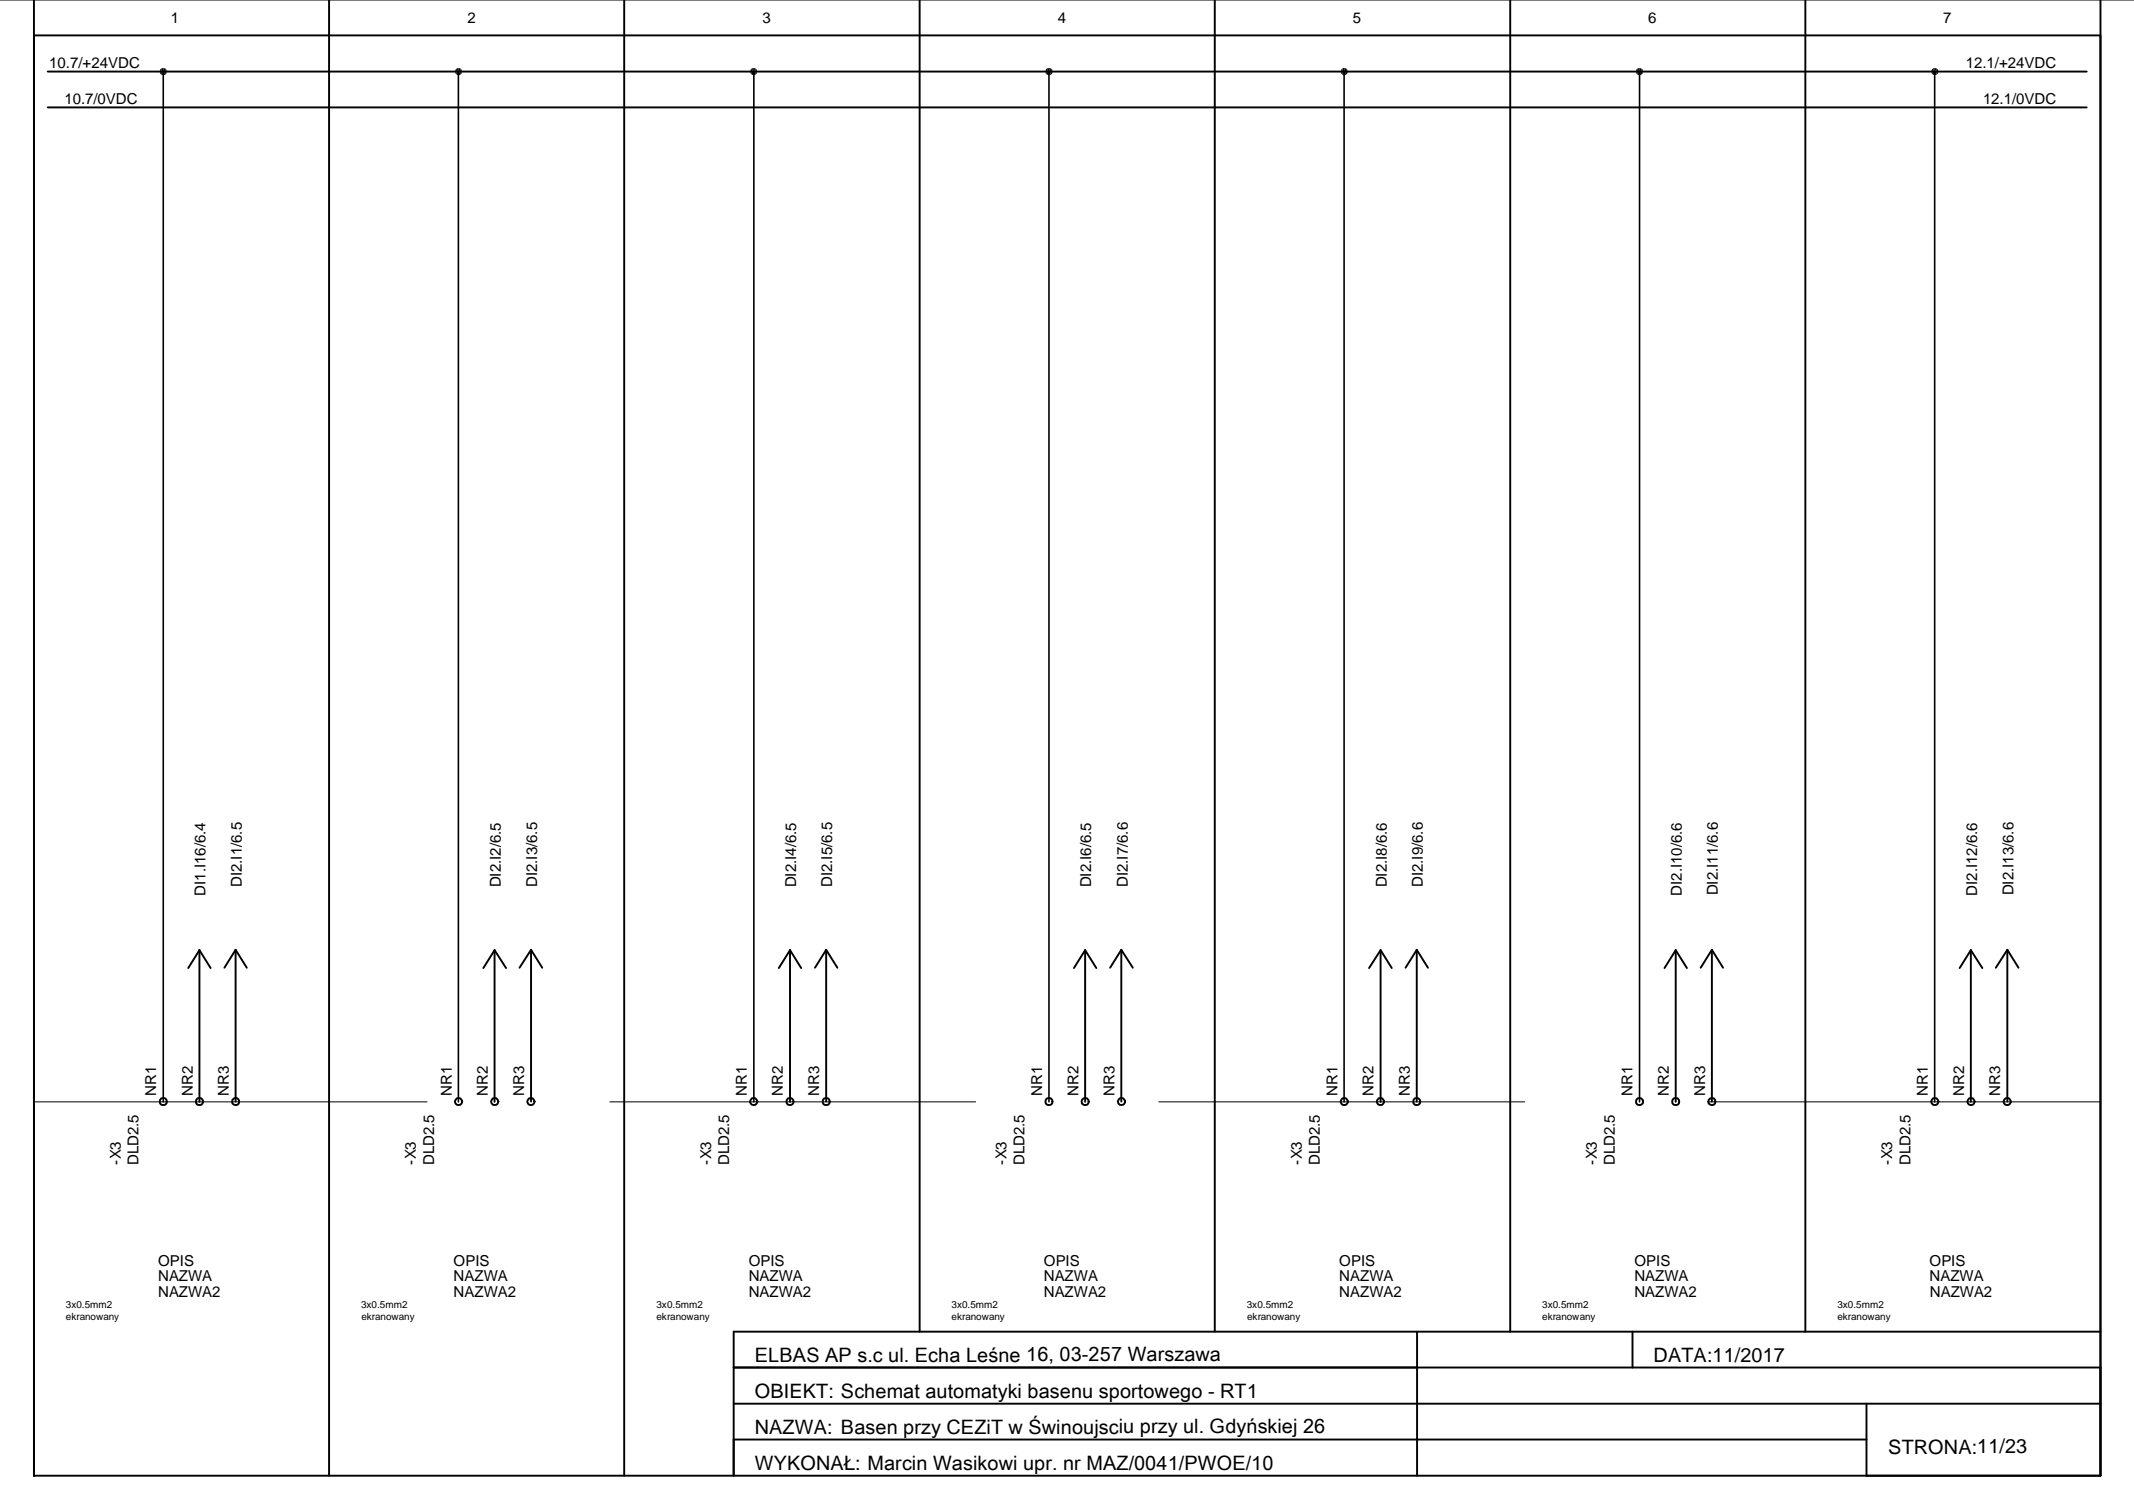 1 2 3 4 5 6 7
10.7/+24VDC 12.1/+24VDC
10.7/0VDC 12.1/0VDC
DI1.I16/6.4 DI2.I1/6.5 DI2.I2/6.5 DI2.I3/6.5 DI2.I4/6.5 DI2.I5/6.5 DI2.I6/6.5 DI2.I7/6.6 DI2.I8/6.6 DI2.I9/6.6 DI2.I10/6.6 DI2.I11/6.6 DI2.I12/6.6 DI2.I13/6.6
NR1 NR2 NR3 NR1 NR2 NR3 NR1 NR2 NR3 NR1 NR2 NR3 NR1 NR2 NR3 NR1 NR2 NR3 NR1 NR2 NR3
-X3 DLD2.5 -X3 DLD2.5 -X3 DLD2.5 -X3 DLD2.5 -X3 DLD2.5 -X3 DLD2.5 -X3 DLD2.5
OPIS OPIS OPIS OPIS OPIS OPIS OPIS
NAZWA NAZWA NAZWA NAZWA NAZWA NAZWA NAZWA
NAZWA2 NAZWA2 NAZWA2 NAZWA2 NAZWA2 NAZWA2 NAZWA2
3x0.5mm2 3x0.5mm2 3x0.5mm2 3x0.5mm2 3x0.5mm2 3x0.5mm2 3x0.5mm2
ekranowany ekranowany ekranowany ekranowany ekranowany ekranowany ekranowany
ELBAS AP s.c ul. Echa Leśne 16, 03-257 Warszawa DATA:11/2017
OBIEKT: Schemat automatyki basenu sportowego - RT1
NAZWA: Basen przy CEZiT w Świnoujsciu przy ul. Gdyńskiej 26
STRONA:11/23
WYKONAŁ: Marcin Wasikowi upr. nr MAZ/0041/PWOE/10